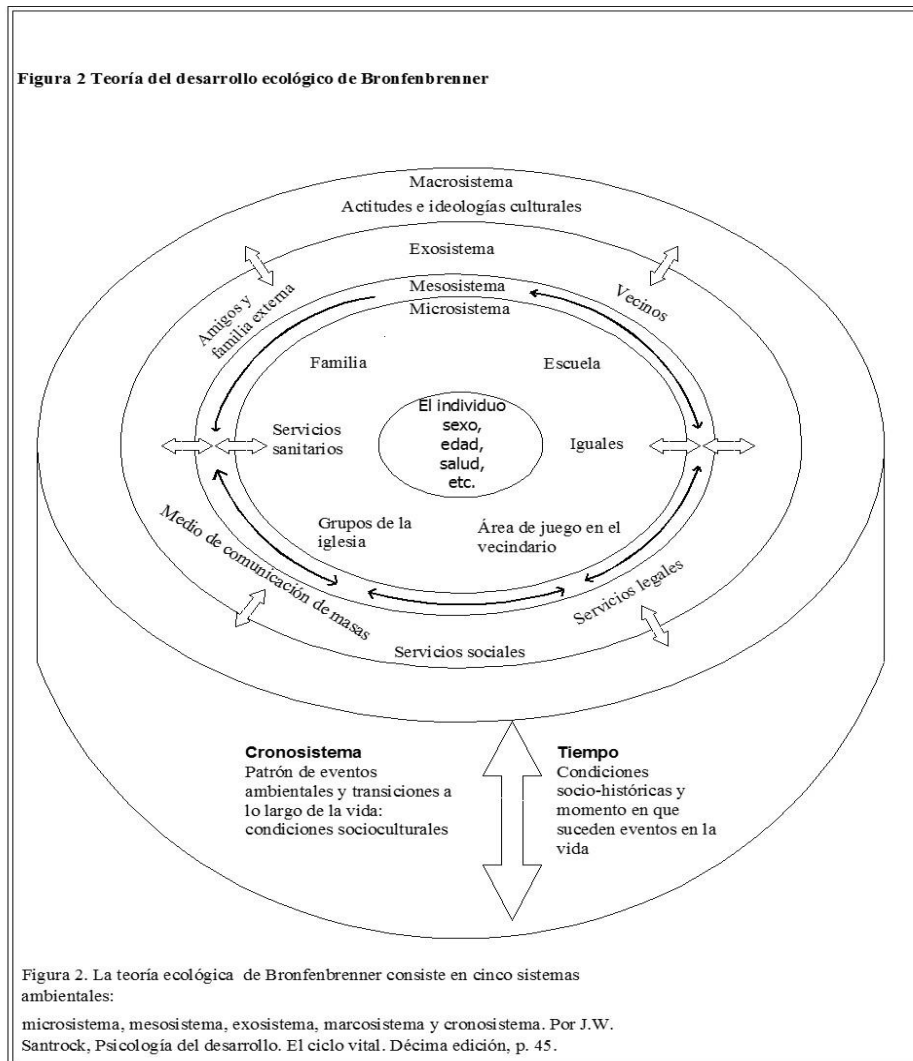 Figura 2 Teoría del desarrollo ecológico de Bronfenbrenner
Macrosistema
Actitudes e ideologías culturales
Exosistema
Mesosistema
Microsistema
Amigos y
familia externa
Vecinos
Familia
Escuela
El individuo
sexo,
edad,
salud,
etc.
Servicios
sanitarios
Iguales
Grupos de la
iglesia
Área de juego en el
vecindario
Medio de comunicación de masas
Servicios legales
Servicios sociales
Cronosistema
Patrón de eventos
ambientales y transiciones a
lo largo de la vida:
condiciones socioculturales
Tiempo
Condiciones
socio-históricas y
momento en que
suceden eventos en la
vida
Figura 2. La teoría ecológica de Bronfenbrenner consiste en cinco sistemas
ambientales:
microsistema, mesosistema, exosistema, marcosistema y cronosistema. Por J.W.
Santrock, Psicología del desarrollo. El ciclo vital. Décima edición, p. 45.